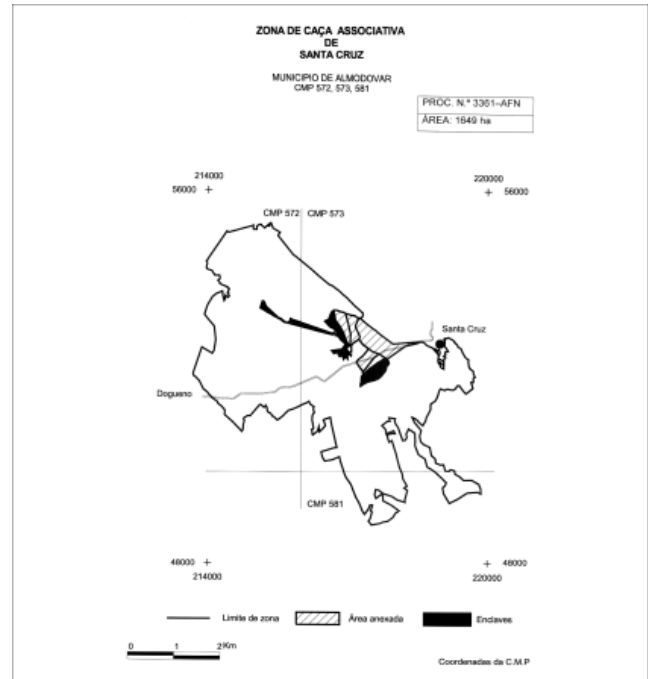 ZONA DE CAÇA ASSOCIATIVA
DE
SANTA CRUZ
MUNICIPIO DE ALMODOVAR
CMP 572, 573, 581
PROC. N.º 3361-AFN
ÁREA: 1649 ha
214000
220000
56000
56000
CMP 572
CMP 573
Santa Cruz
Dogueno
CMP 581
48000
48000
214000
220000
Limite de zona
Área anexada
Enclaves
0 1 2Km
Coordenadas da C.M.P